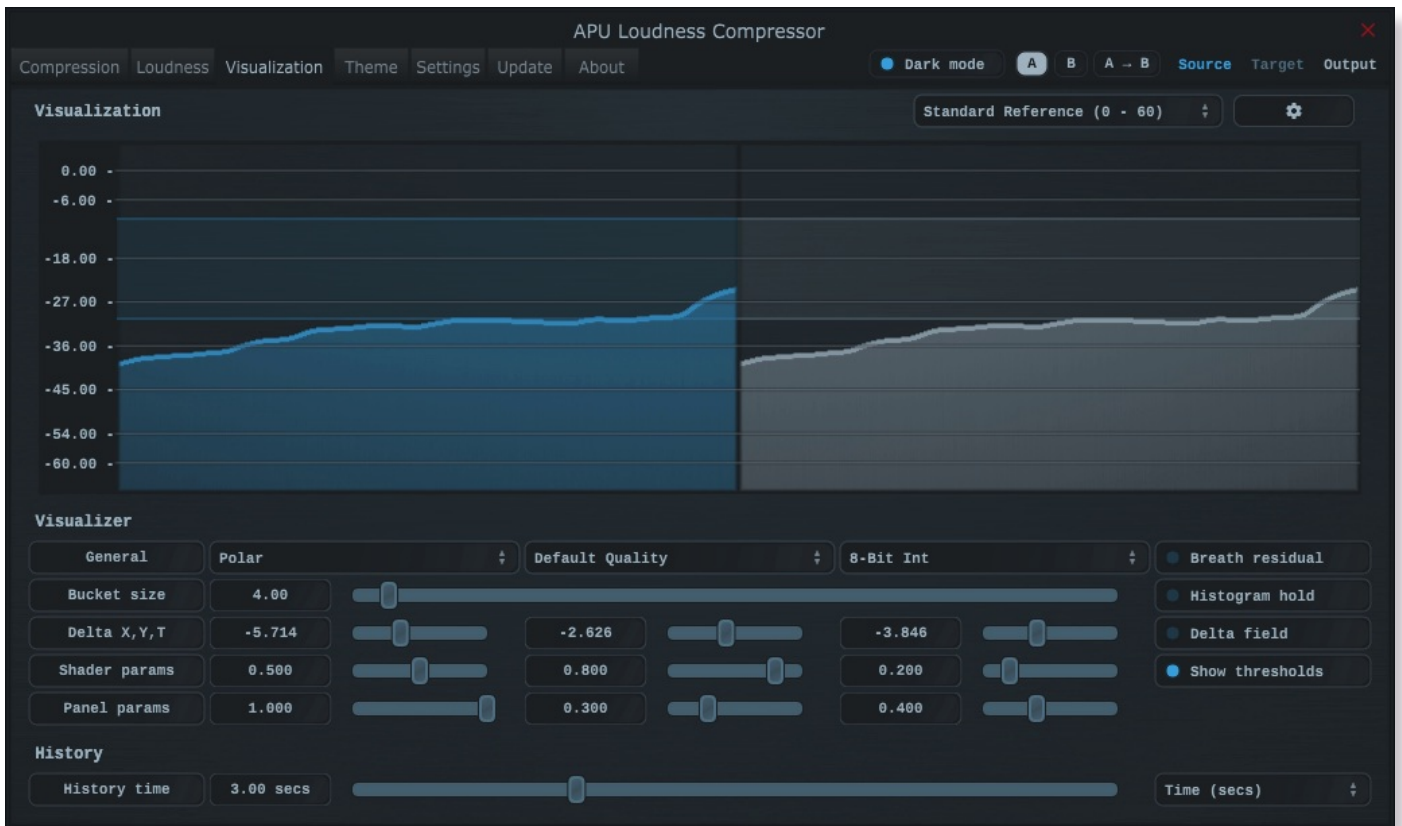 APU Loudness Compressor
Compression Loudness Visualization Theme Settings Update About Dark mode A B A → B Source Target Output
Visualization Standard Reference (0 - 60)
0.00 -
-6.00 -
-18.00 -
-27.00 -
-36.00 -
-45.00 -
-54.00 -
-60.00 -
Visualizer
General Polar Default Quality 8-Bit Int Breath residual
Bucket size 4.00 Histogram hold
Delta X,Y,T -5.714 -2.626 -3.846 Delta field
Shader params 0.500 0.800 0.200 Show thresholds
Panel params 1.000 0.300 0.400
History
History time 3.00 secs Time (secs)